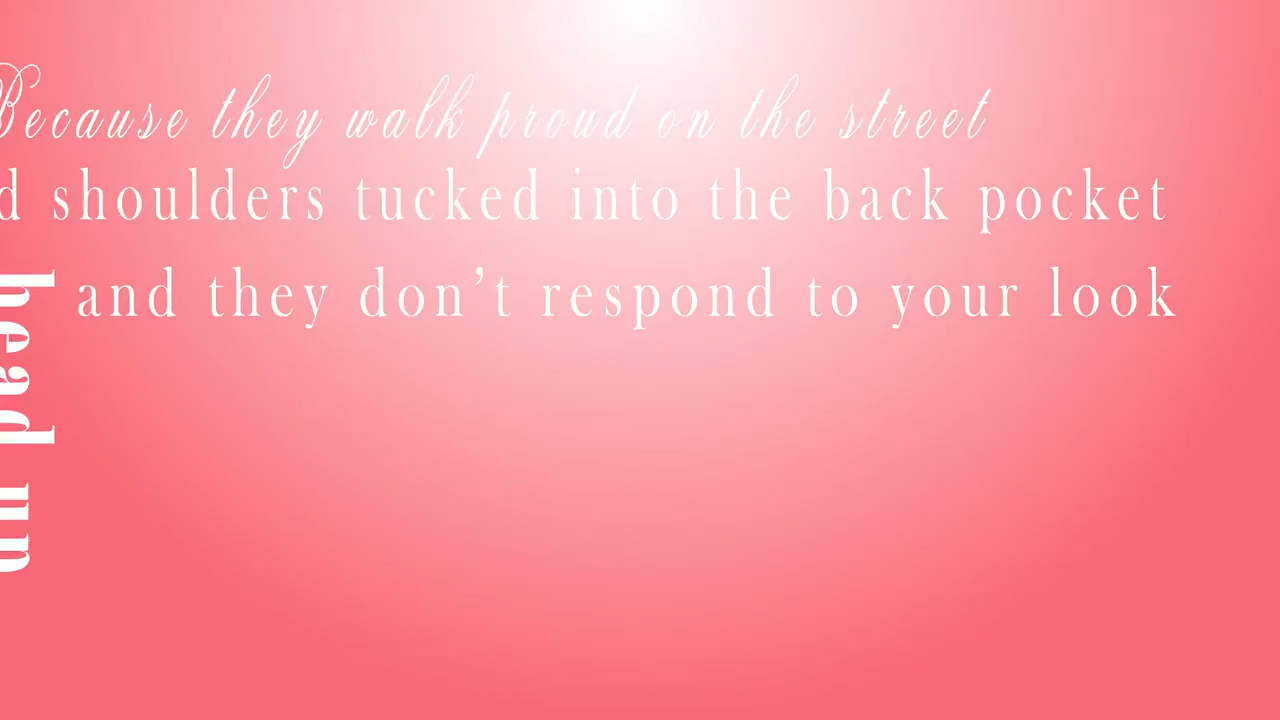 Because they walk proud on the street
d shoulders tucked into the back pocket
and they don’t respond to your look
head up